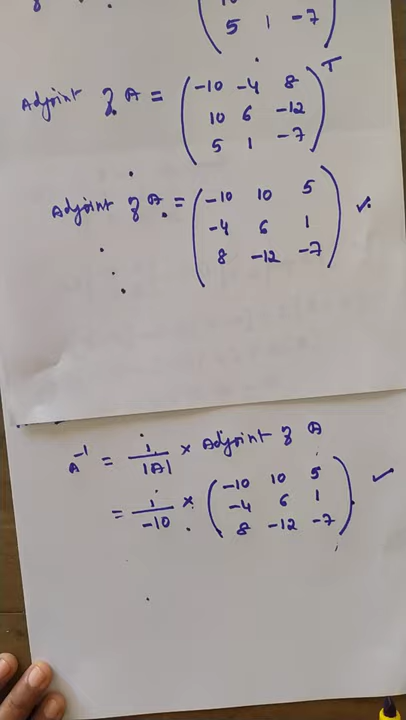 5 1 -7
Adjoint of A = (-10 -4 8)T
10 6 -12
5 1 -7
Adjoint of A = (-10 10 5) ✓
-4 6 1
8 -12 -7
A-1 = 1/|A| × Adjoint of A
= 1/-10 × (-10 10 5) ✓
-4 6 1
8 -12 -7